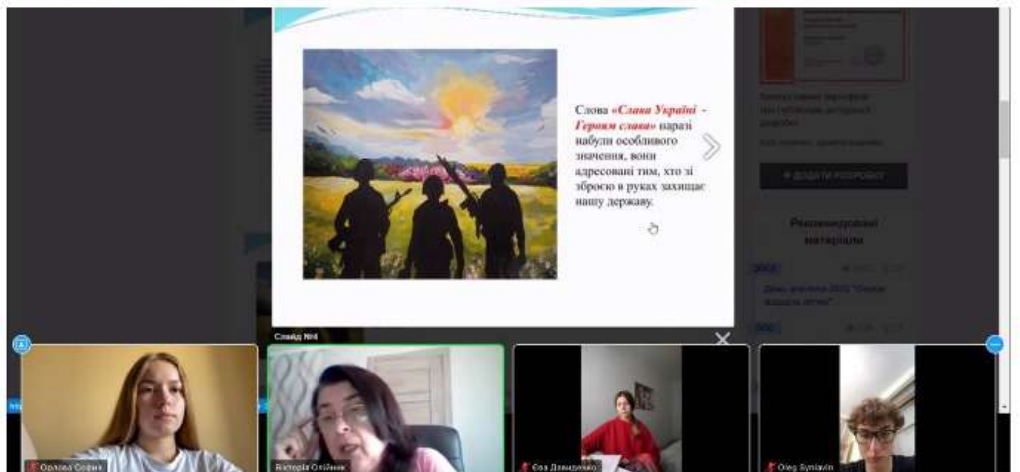 Слова «Слава Україні -
Героям слава» наразі
набули особливого
значення, вони
адресовані тим, хто зі
зброєю в руках захищає
нашу державу.
+ ДОДАТИ РОЗРОБКУ
Рекомендовані
матеріали
Слайд №4
Орлова София
Вікторія Олійник
Єва Давиденко
Oleg Syniavin